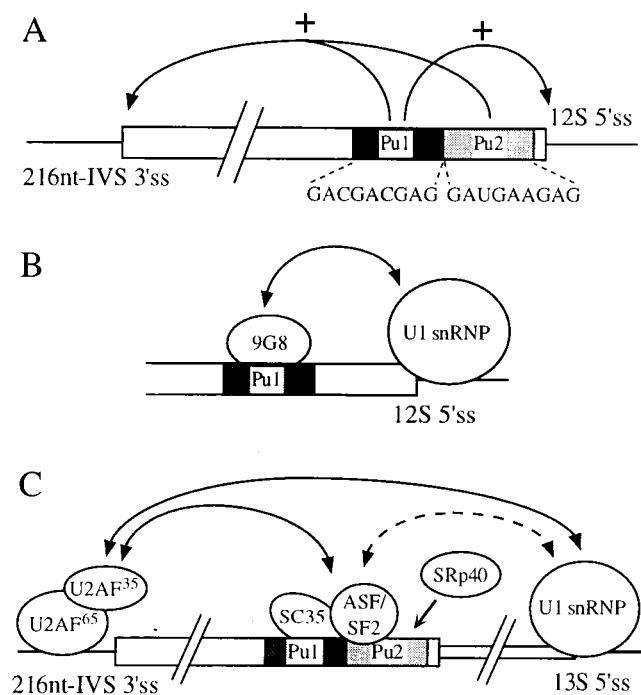 A
+
+
12S 5'ss
Pu1
Pu2
216nt-IVS 3'ss
GACGACGAG GAUGAAGAG
B
9G8
U1 snRNP
Pu1
12S 5'ss
C
U2AF35
SRp40
U2AF65
SC35
ASF/
SF2
U1 snRNP
Pu1
Pu2
216nt-IVS 3'ss
13S 5'ss